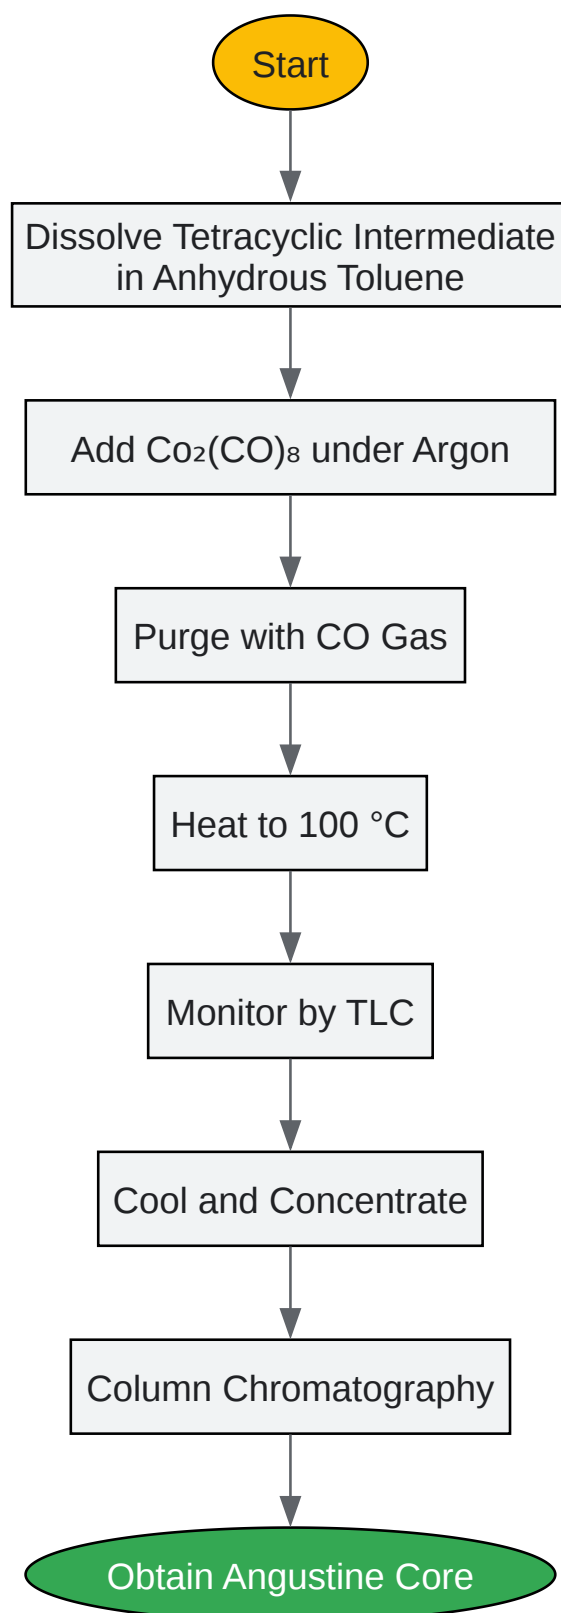 Start
Dissolve Tetracyclic Intermediate
in Anhydrous Toluene
Add Co₂(CO)₈ under Argon
Purge with CO Gas
Heat to 100 °C
Monitor by TLC
Cool and Concentrate
Column Chromatography
Obtain Angustine Core